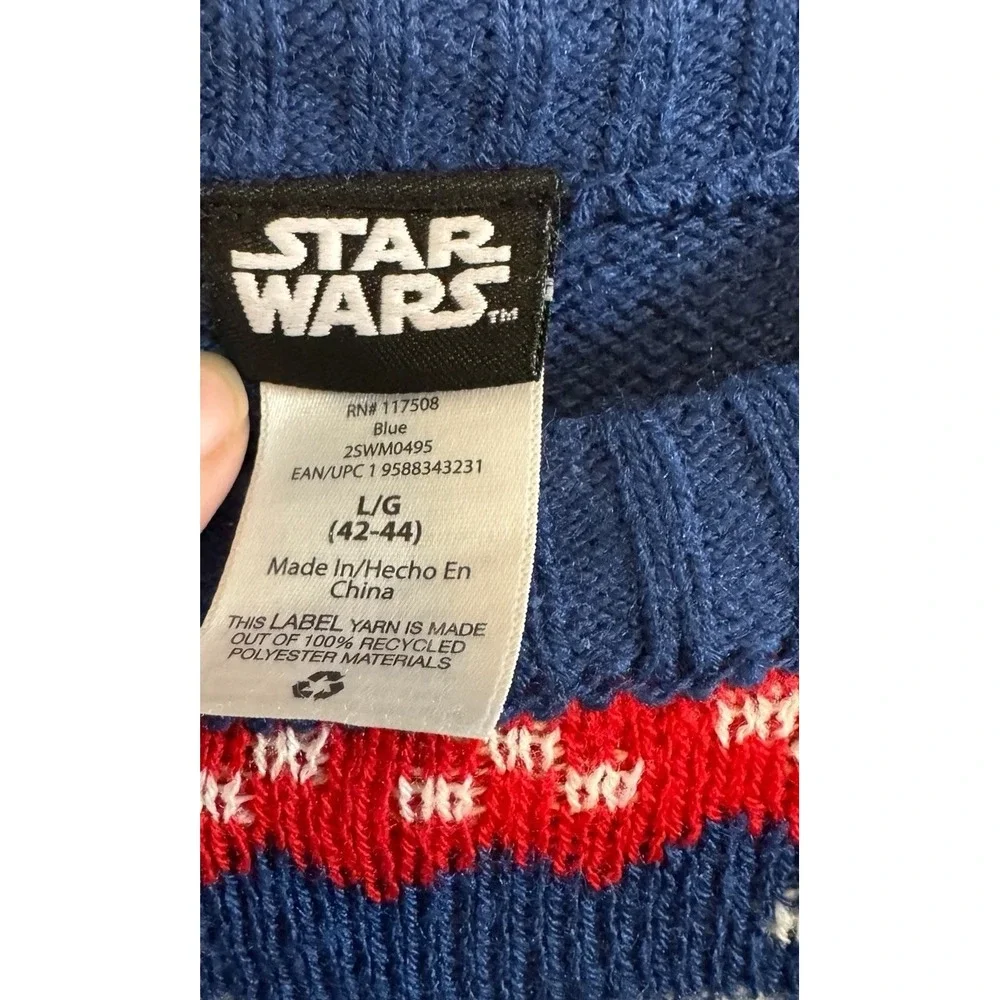 STAR
WARS™
RN# 117508
Blue
2SWM0495
EAN/UPC 1 9588343231
L/G
(42-44)
Made In/Hecho En
China
THIS LABEL YARN IS MADE
OUT OF 100% RECYCLED
POLYESTER MATERIALS